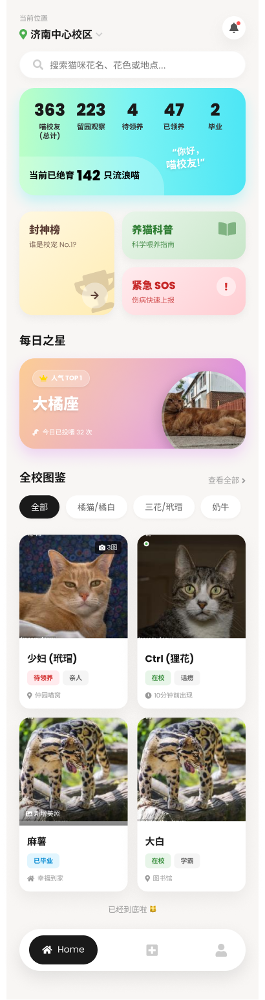 当前位置
济南中心校区
搜索猫咪花名、花色或地点...
363 223 4 47 2
喵校友 留园观察 待领养 已领养 毕业
(总计)
“你好，
喵校友!”
当前已绝育 142 只流浪喵
封神榜
谁是校宠 No.1?
养猫科普
科学喂养指南
紧急 SOS
伤病快速上报
!
每日之星
人气 TOP 1
大橘座
今日已投喂 32 次
全校图鉴
查看全部
全部 橘猫/橘白 三花/玳瑁 奶牛
3图
少妇 (玳瑁)
待领养 亲人
仲园喵窝
Ctrl (狸花)
在校 话痨
10分钟前出现
新增美照
麻薯
已毕业
幸福到家
大白
在校 学霸
图书馆
已经到底啦 🐱
Home